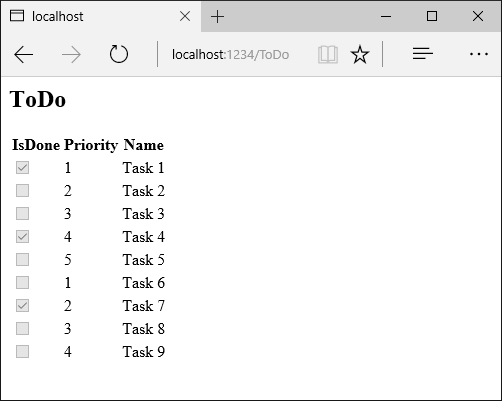 localhost
localhost:1234/ToDo
ToDo
IsDone Priority Name
1 Task 1
2 Task 2
3 Task 3
4 Task 4
5 Task 5
1 Task 6
2 Task 7
3 Task 8
4 Task 9